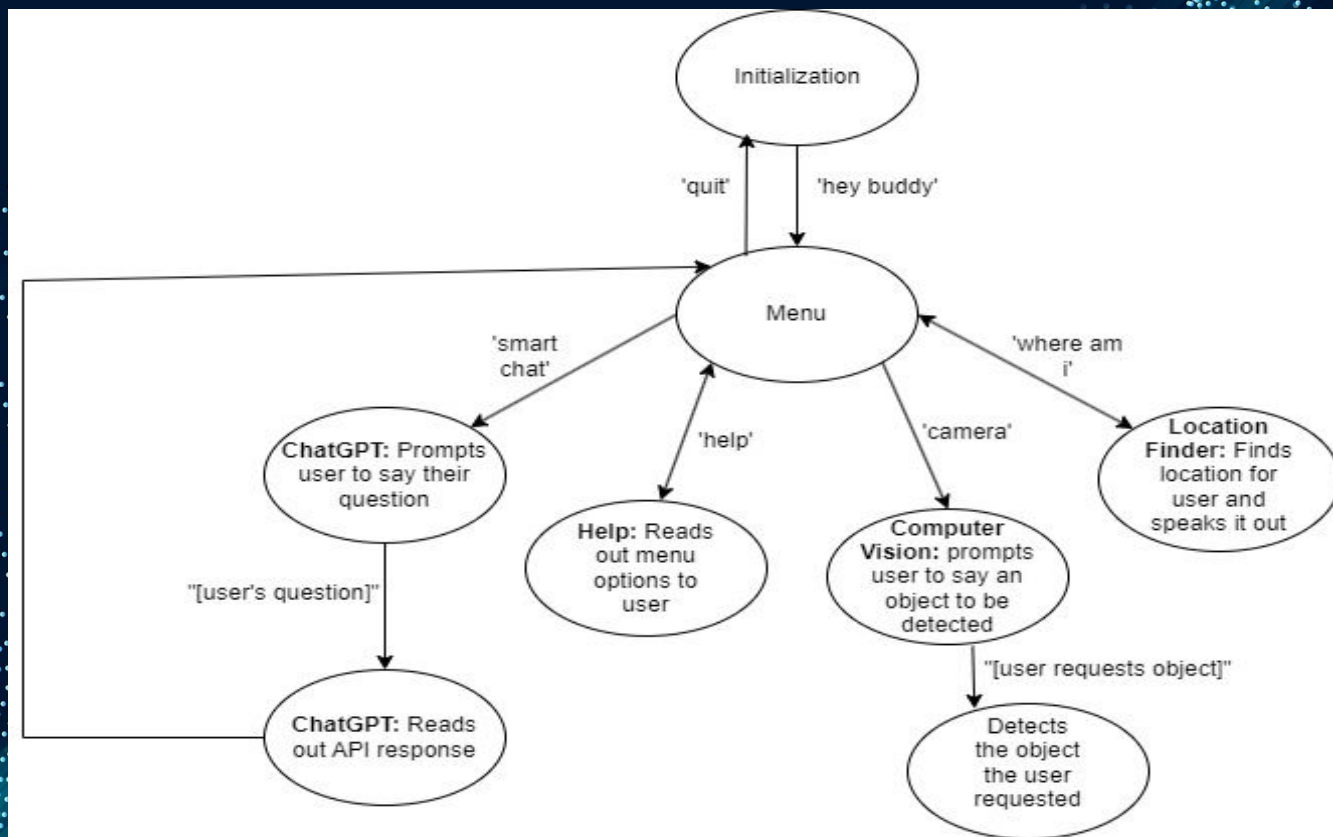 Initialization
'quit'
'hey buddy'
Menu
'smart
chat'
'where am
i'
'help'
'camera'
ChatGPT: Prompts
user to say their
question
Location
Finder: Finds
location for
user and
speaks it out
Help: Reads
out menu
options to
user
Computer
Vision: prompts
user to say an
object to be
detected
"[user's question]"
"[user requests object]"
ChatGPT: Reads
out API response
Detects
the object
the user
requested